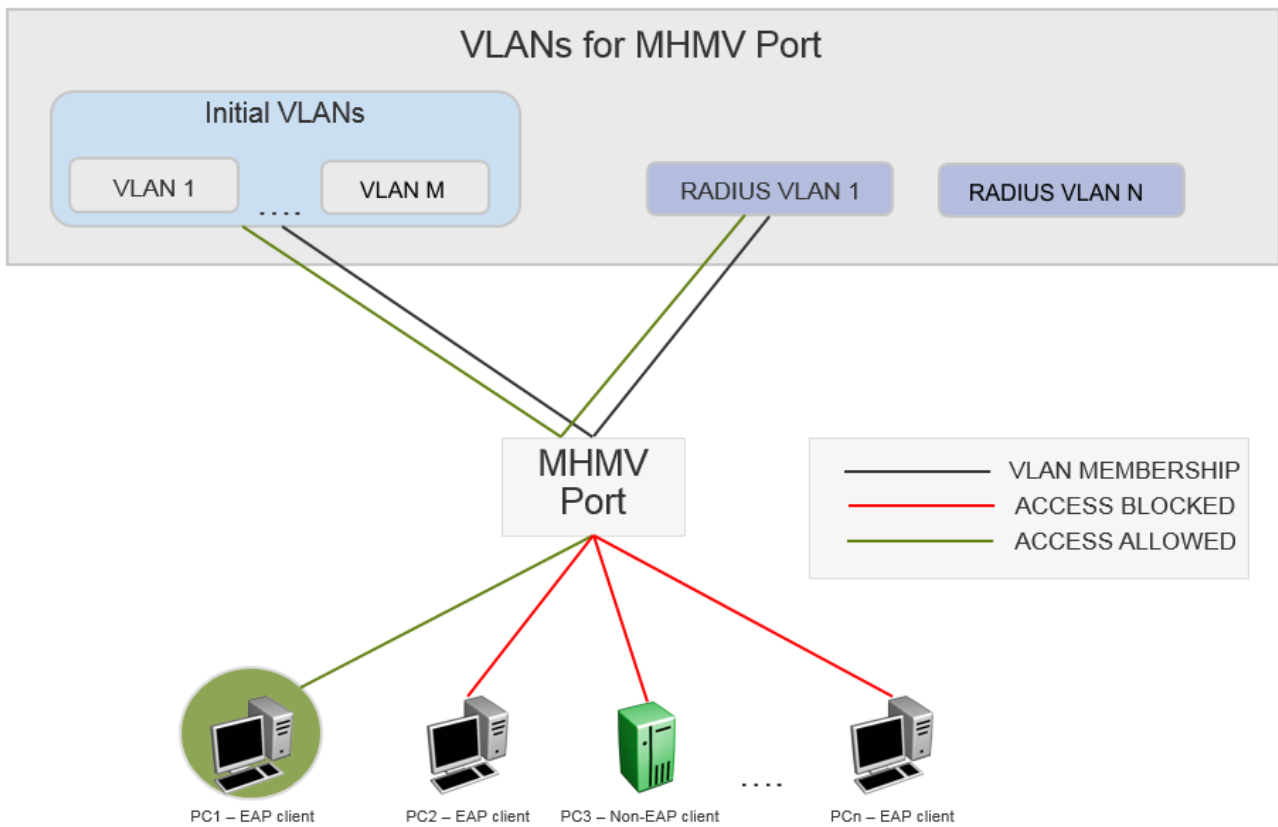 VLANs for MHMV Port
Initial VLANs
VLAN 1
....
VLAN M
RADIUS VLAN 1
RADIUS VLAN N
MHMV
Port
VLAN MEMBERSHIP
ACCESS BLOCKED
ACCESS ALLOWED
PC1 – EAP client
PC2 – EAP client
PC3 – Non-EAP client
....
PCn – EAP client